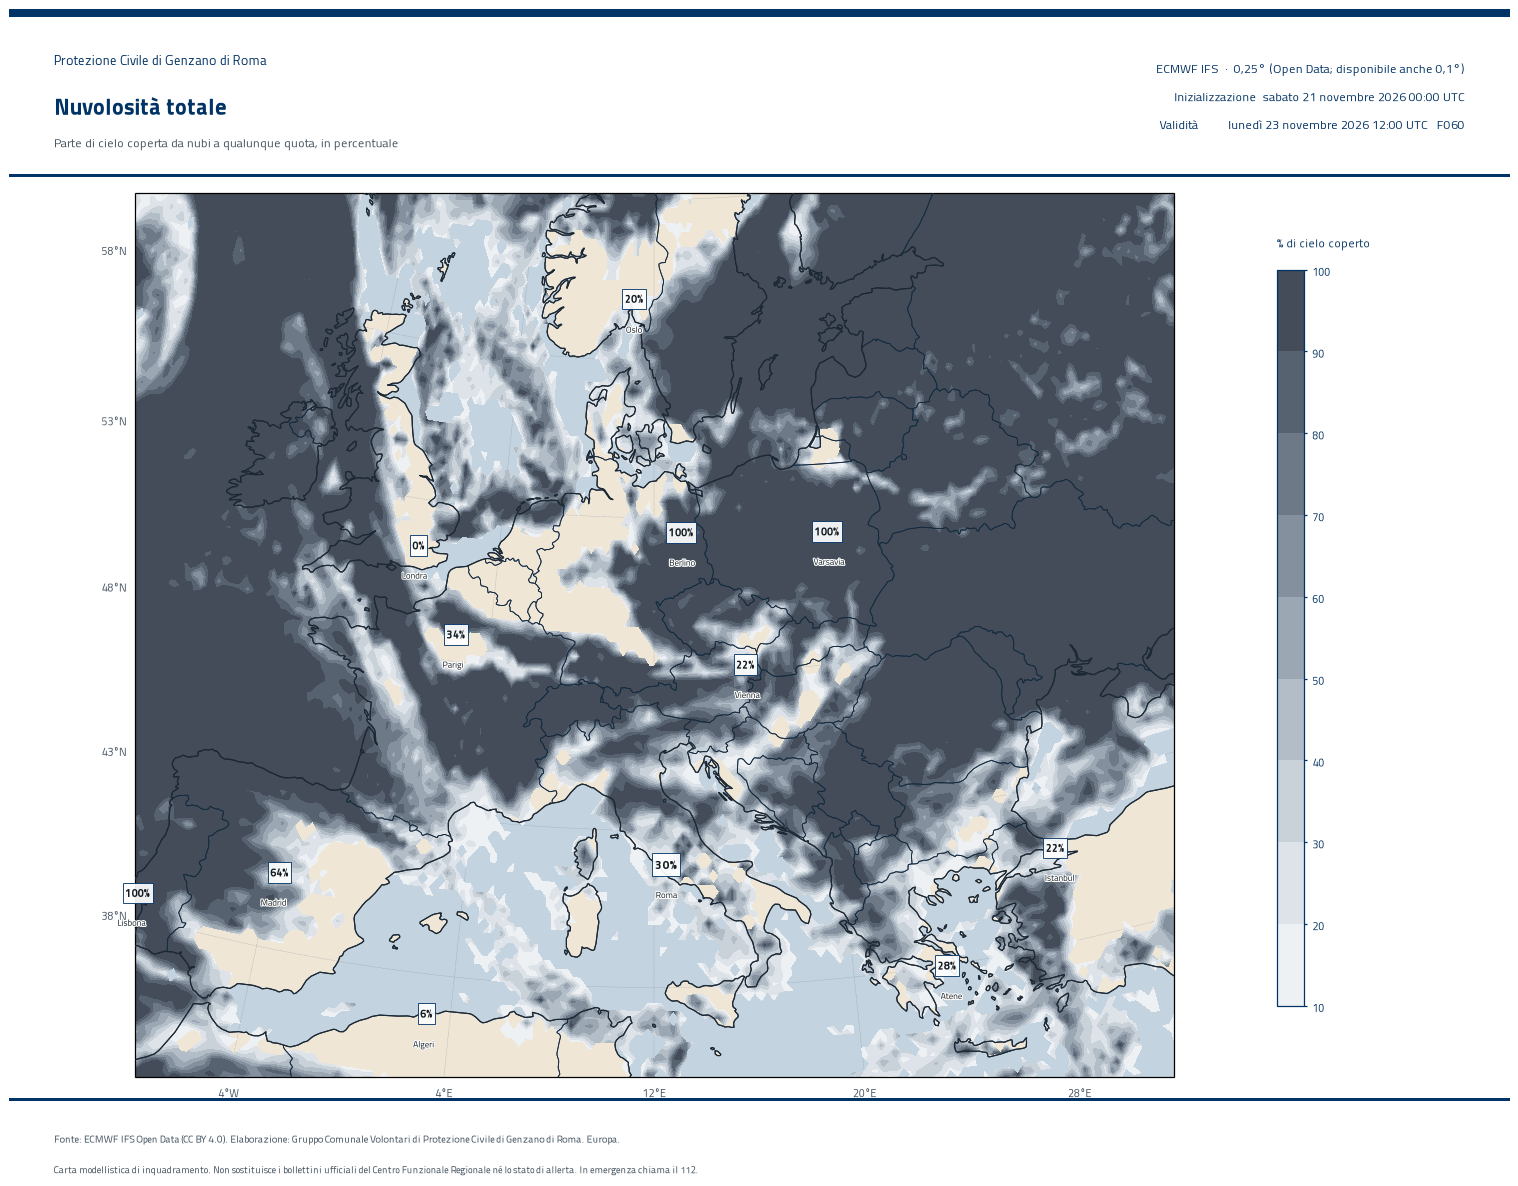 Protezione Civile di Genzano di Roma
Nuvolosità totale
Parte di cielo coperta da nubi a qualunque quota, in percentuale
ECMWF IFS · 0,25° (Open Data; disponibile anche 0,1°)
Inizializzazione sabato 21 novembre 2026 00:00 UTC
Validità lunedì 23 novembre 2026 12:00 UTC F060
58°N
53°N
48°N
43°N
38°N
20%
Oslo
0%
Londra
100%
Berlino
100%
Varsavia
34%
Parigi
22%
Vienna
64%
Madrid
100%
Lisbona
30%
Roma
22%
Istanbul
28%
Atene
6%
Algeri
4°W
4°E
12°E
20°E
28°E
% di cielo coperto
100
90
80
70
60
50
40
30
20
10
Fonte: ECMWF IFS Open Data (CC BY 4.0). Elaborazione: Gruppo Comunale Volontari di Protezione Civile di Genzano di Roma. Europa.
Carta modellistica di inquadramento. Non sostituisce i bollettini ufficiali del Centro Funzionale Regionale né lo stato di allerta. In emergenza chiama il 112.